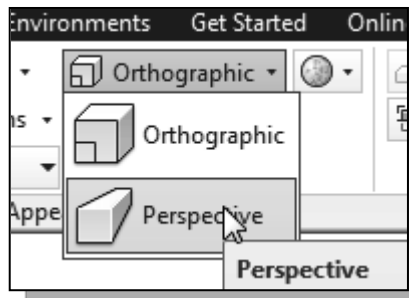 Environments Get Started Onlin
Orthographic
ns
Orthographic
Appe
Perspective
Perspective